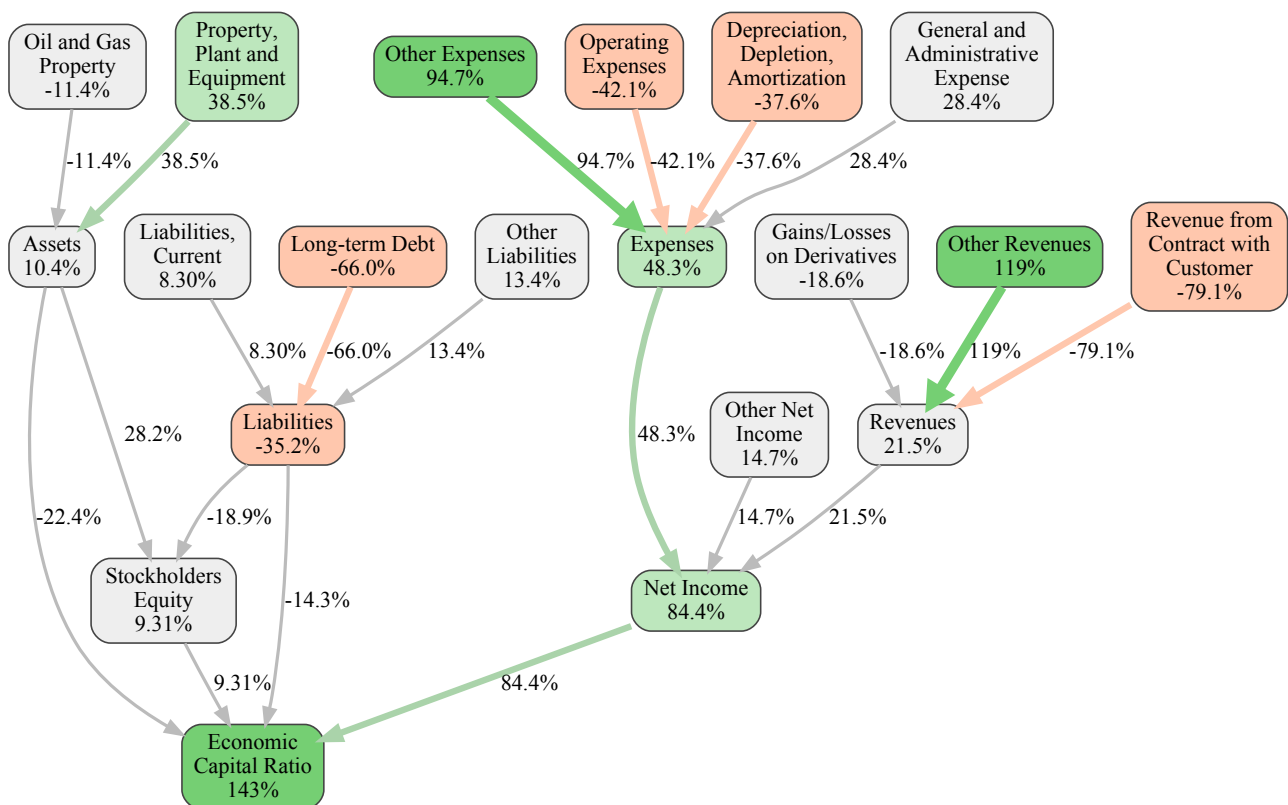 Oil and Gas
Property
-11.4%
Property,
Plant and
Equipment
38.5%
Other Expenses
94.7%
Operating
Expenses
-42.1%
Depreciation,
Depletion,
Amortization
-37.6%
General and
Administrative
Expense
28.4%
-11.4%
38.5%
94.7%
-42.1%
-37.6%
28.4%
Assets
10.4%
Liabilities,
Current
8.30%
Long-term Debt
-66.0%
Other
Liabilities
13.4%
Expenses
48.3%
Gains/Losses
on Derivatives
-18.6%
Other Revenues
119%
Revenue from
Contract with
Customer
-79.1%
8.30%
-66.0%
13.4%
-18.6%
119%
-79.1%
28.2%
Liabilities
-35.2%
48.3%
Other Net
Income
14.7%
Revenues
21.5%
-22.4%
-18.9%
14.7%
21.5%
Stockholders
Equity
9.31%
-14.3%
Net Income
84.4%
9.31%
84.4%
Economic
Capital Ratio
143%